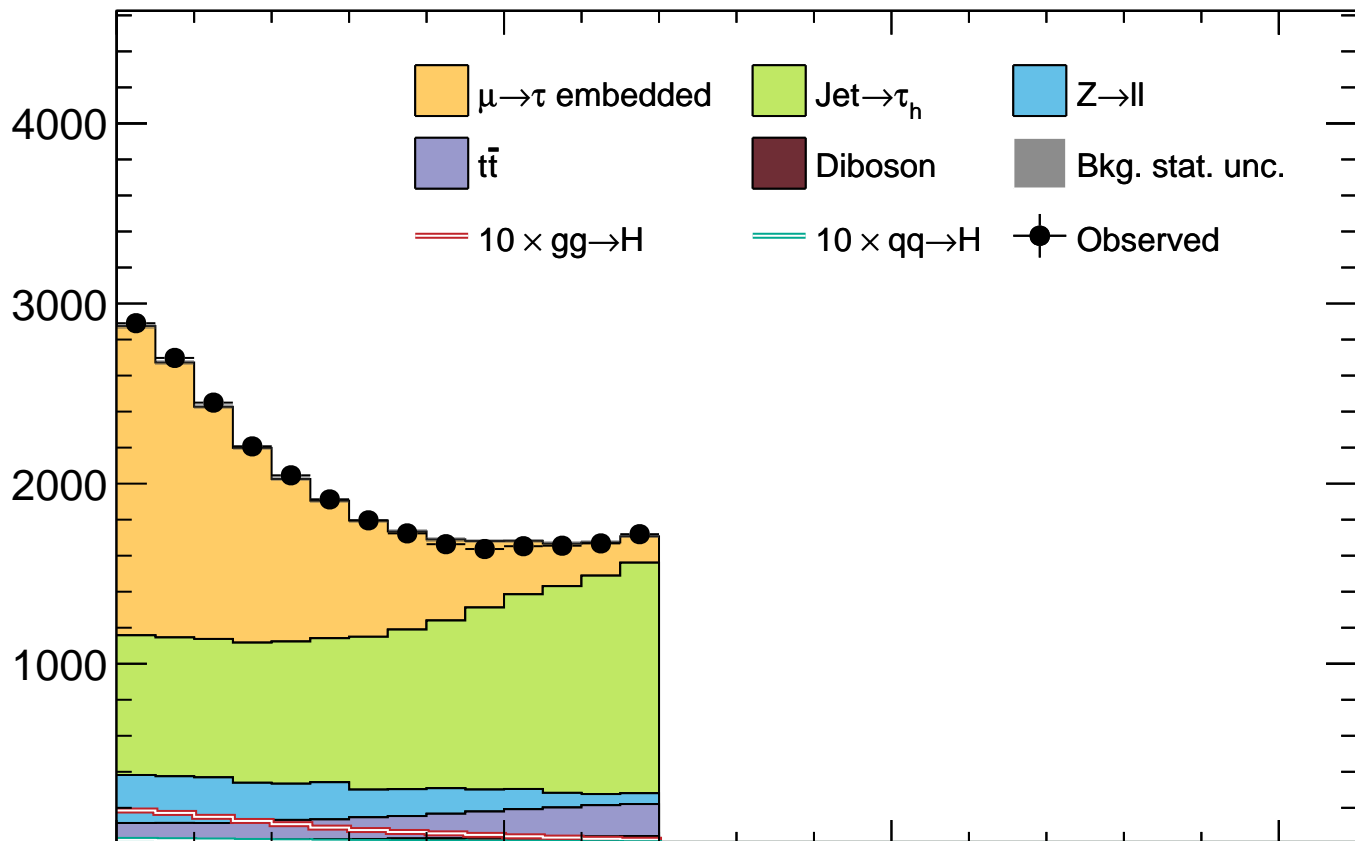 μ→τ embedded Jet→τh Z→ll
4000
tt̄ Diboson Bkg. stat. unc.
10 × gg→H 10 × qq→H Observed
3000
2000
1000